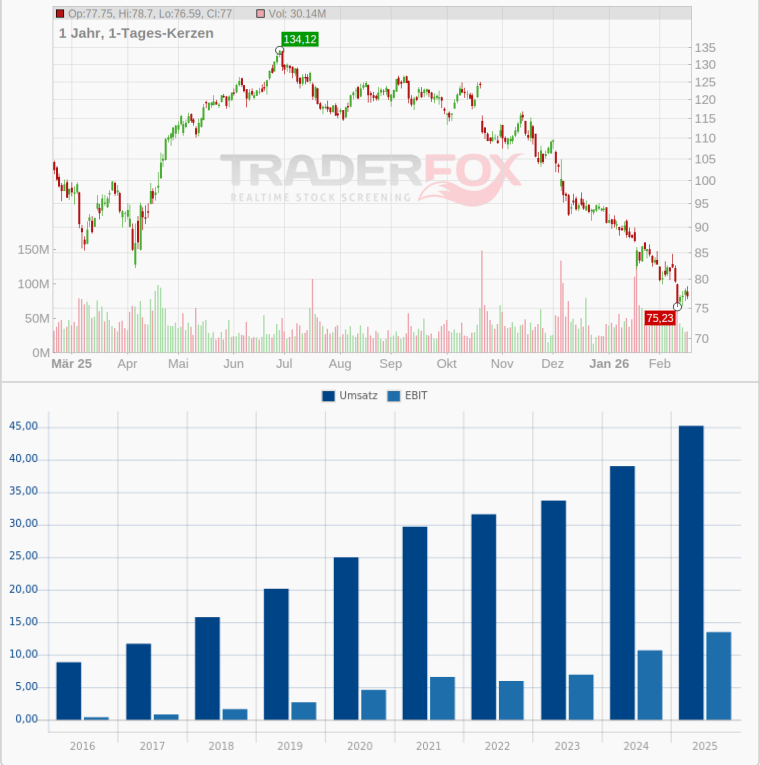 Op:77.75, Hi:78.7, Lo:76.59, Cl:77 Vol: 30.14M
1 Jahr, 1-Tages-Kerzen
134,12
135
130
125
120
115
110
105
100
95
90
85
80
75
70
TRADERFOX
REALTIME STOCK SCREENING
150M
100M
50M
0M
75,23
Mär 25 Apr Mai Jun Jul Aug Sep Okt Nov Dez Jan 26 Feb
Umsatz EBIT
45,00
40,00
35,00
30,00
25,00
20,00
15,00
10,00
5,00
0,00
2016 2017 2018 2019 2020 2021 2022 2023 2024 2025